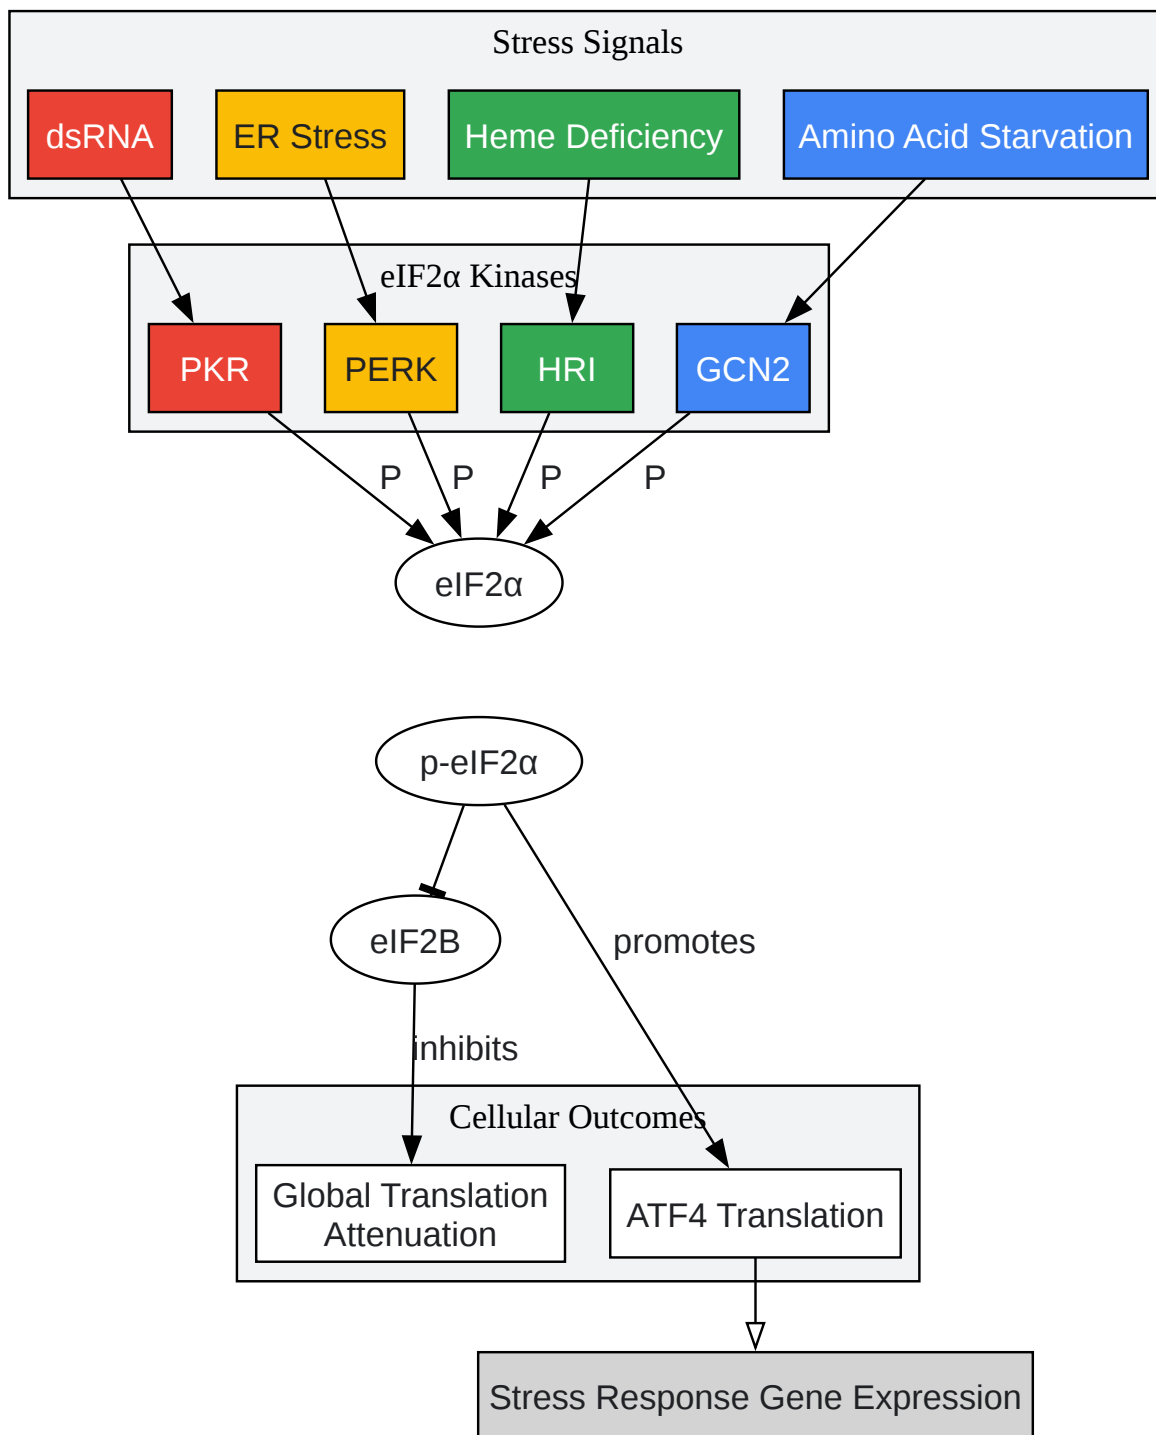 Stress Signals
dsRNA
ER Stress
Heme Deficiency
Amino Acid Starvation
eIF2α Kinases
PKR
PERK
HRI
GCN2
P
P
P
P
eIF2α
p-eIF2α
eIF2B
promotes
inhibits
Cellular Outcomes
Global Translation
Attenuation
ATF4 Translation
Stress Response Gene Expression